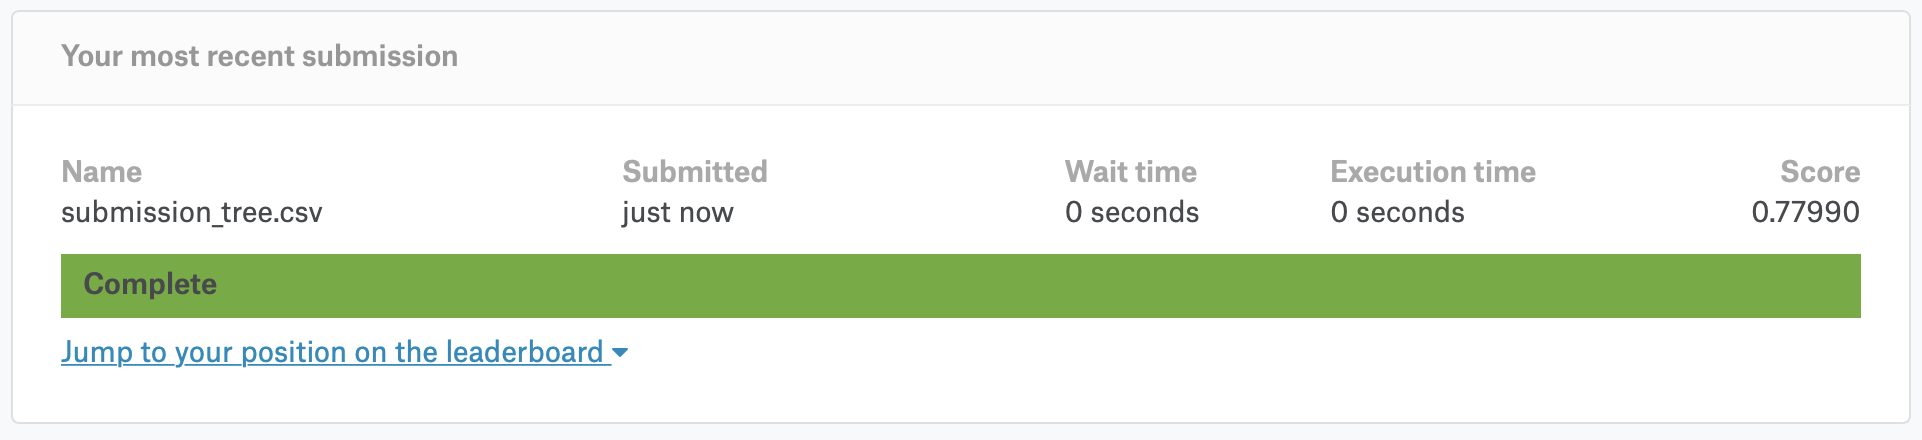 Your most recent submission
Name Submitted Wait time Execution time Score
submission_tree.csv just now 0 seconds 0 seconds 0.77990
Complete
Jump to your position on the leaderboard